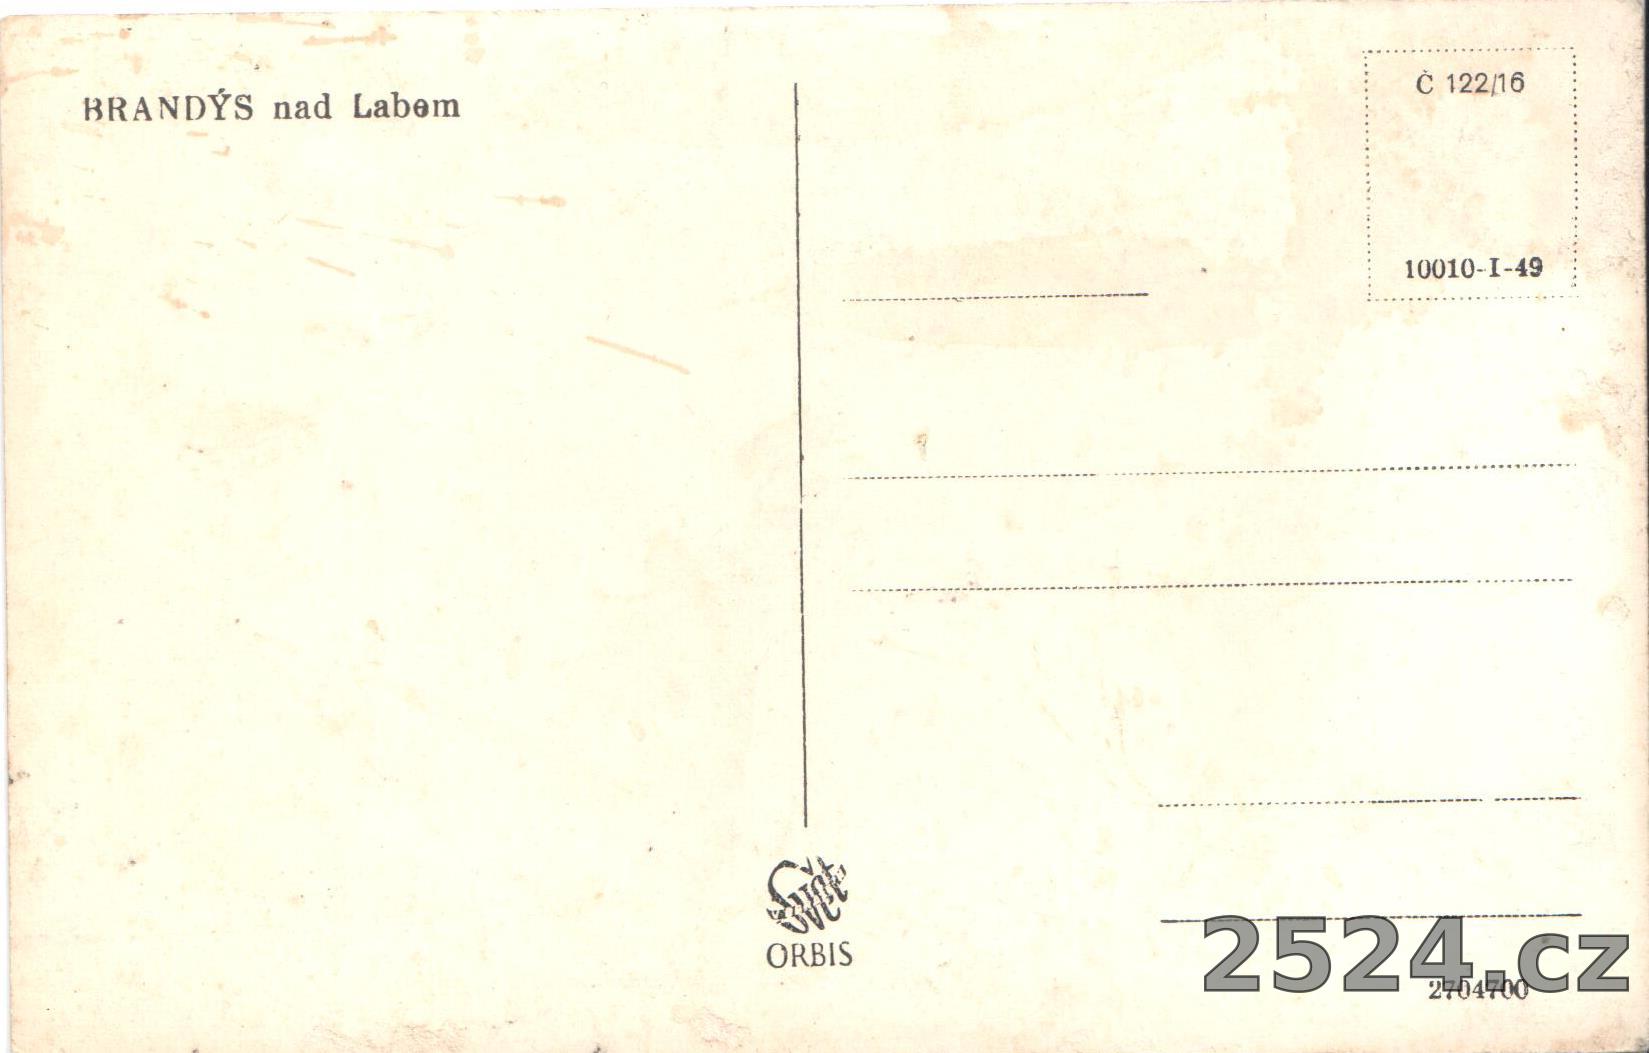 BRANDÝS nad Labem
Č 122/16
10010-I-49
Svět
ORBIS
2524.cz
2704700